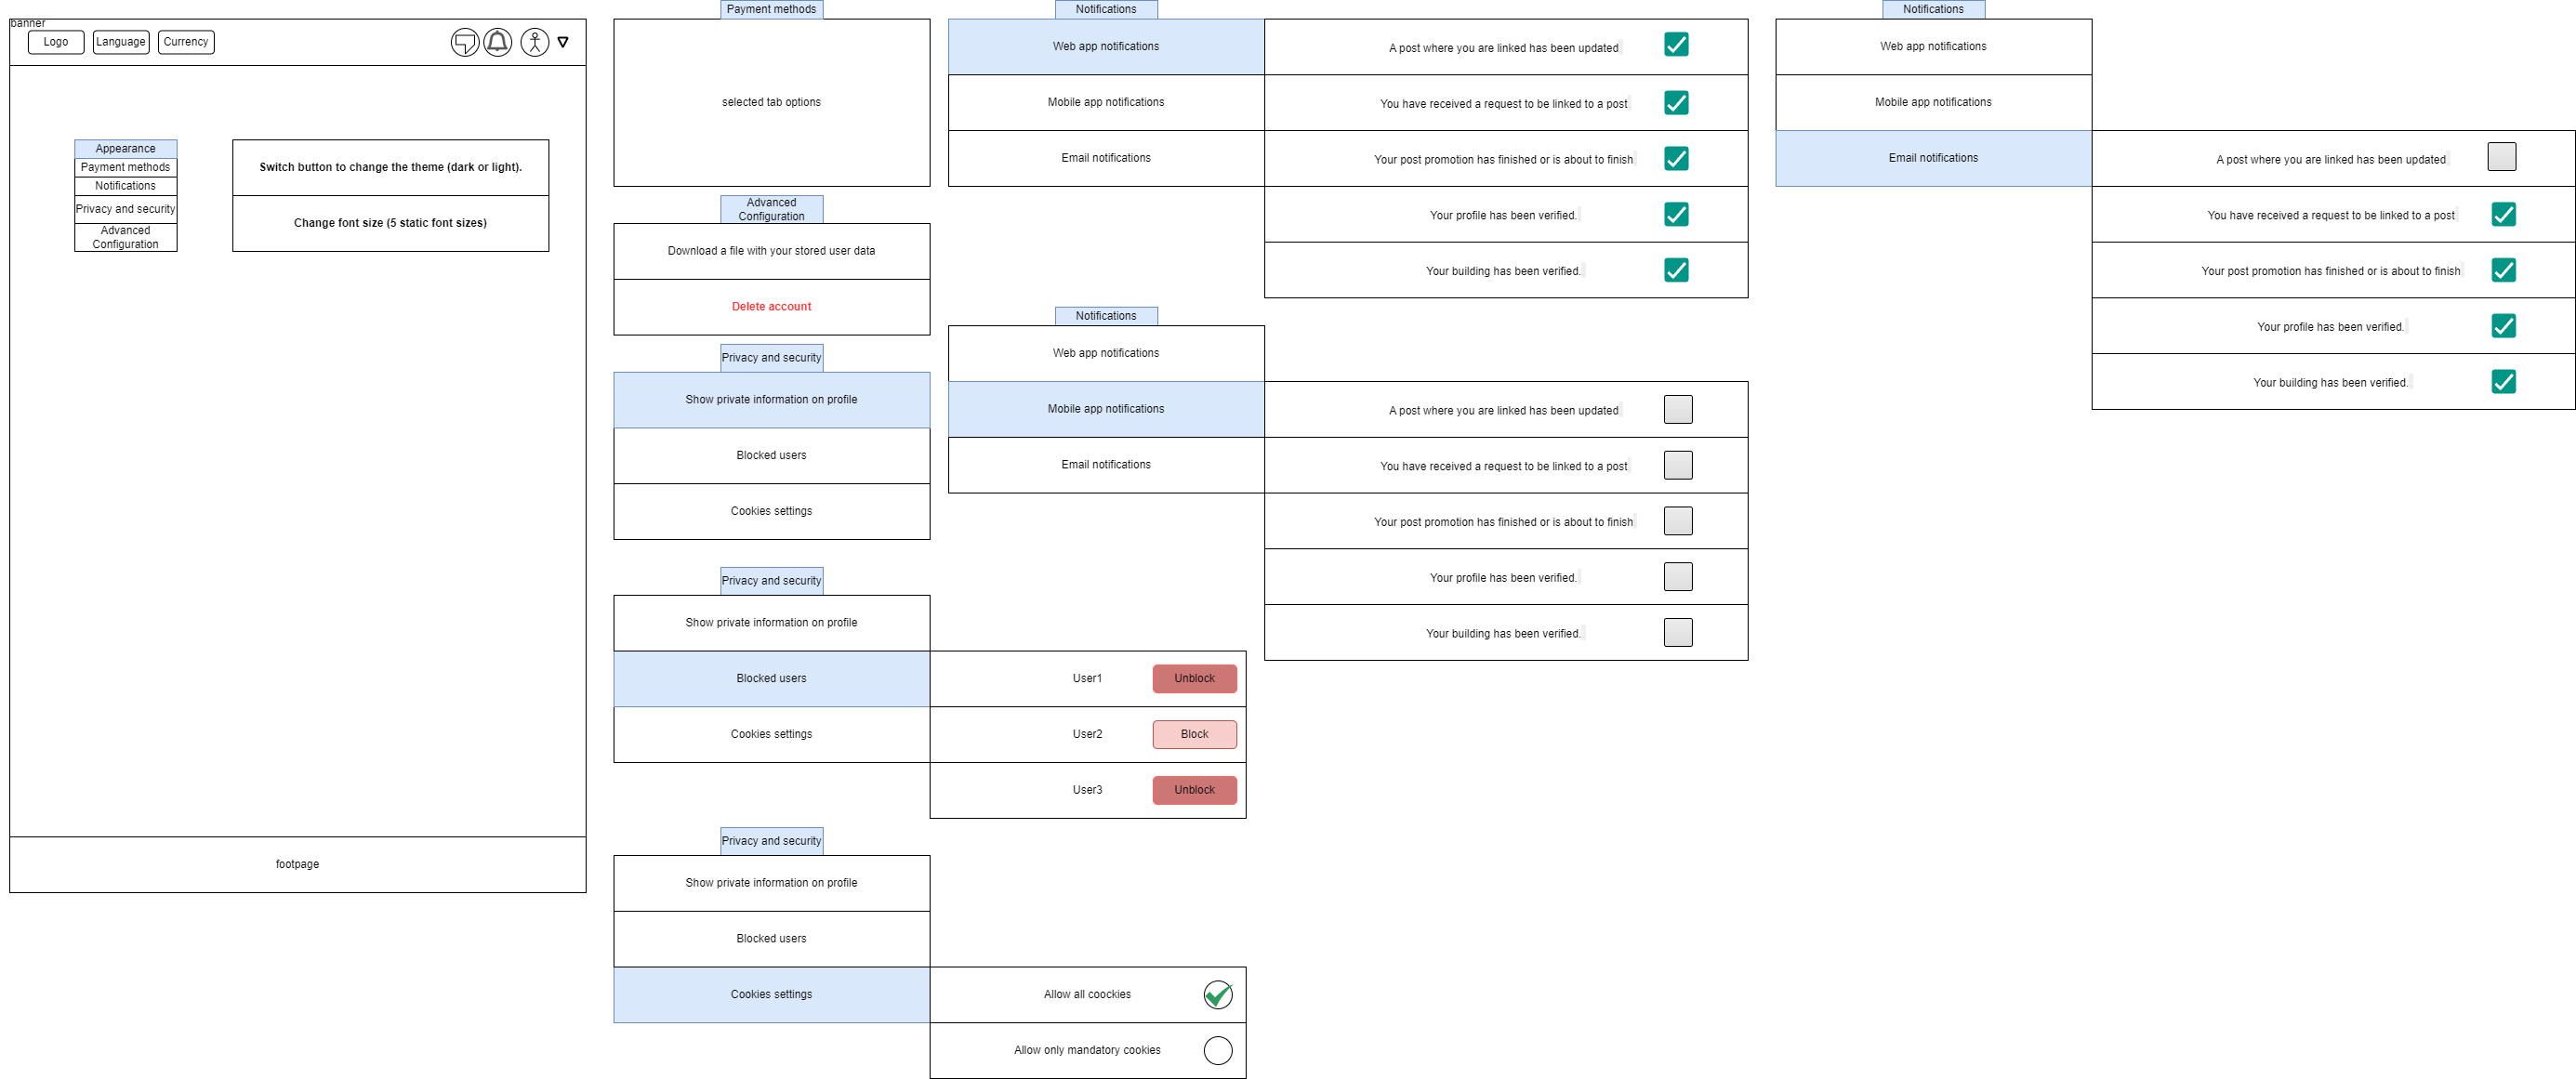 banner
Logo
Language
Currency
Appearance
Payment methods
Notifications
Privacy and security
Advanced
Configuration
Switch button to change the theme (dark or light).
Change font size (5 static font sizes)
footpage
Payment methods
selected tab options
Advanced
Configuration
Download a file with your stored user data
Delete account
Privacy and security
Show private information on profile
Blocked users
Cookies settings
Privacy and security
Show private information on profile
Blocked users
Cookies settings
User1
Unblock
User2
Block
User3
Unblock
Privacy and security
Show private information on profile
Blocked users
Cookies settings
Allow all coockies
Allow only mandatory cookies
Notifications
Web app notifications
Mobile app notifications
Email notifications
A post where you are linked has been updated
You have received a request to be linked to a post
Your post promotion has finished or is about to finish
Your profile has been verified.
Your building has been verified.
Notifications
Web app notifications
Mobile app notifications
Email notifications
A post where you are linked has been updated
You have received a request to be linked to a post
Your post promotion has finished or is about to finish
Your profile has been verified.
Your building has been verified.
Notifications
Web app notifications
Mobile app notifications
Email notifications
A post where you are linked has been updated
You have received a request to be linked to a post
Your post promotion has finished or is about to finish
Your profile has been verified.
Your building has been verified.